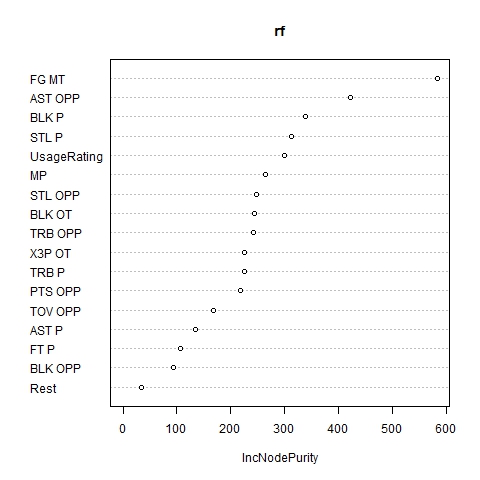 rf
FG MT
AST OPP
BLK P
STL P
UsageRating
MP
STL OPP
BLK OT
TRB OPP
X3P OT
TRB P
PTS OPP
TOV OPP
AST P
FT P
BLK OPP
Rest
0 100 200 300 400 500 600
IncNodePurity